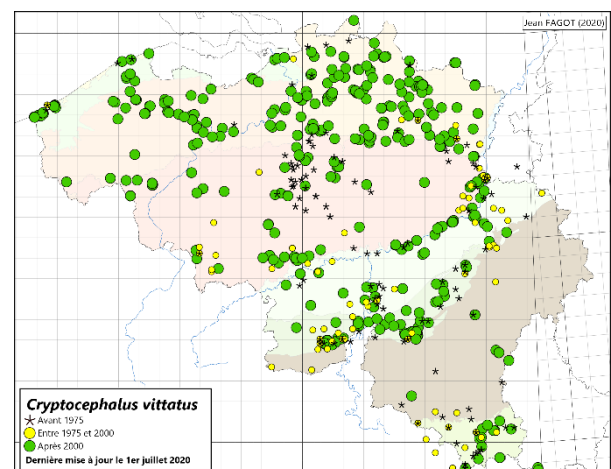 Jean FAGOT (2020)
Cryptocephalus vittatus
Avant 1975
Entre 1975 et 2000
Après 2000
Dernière mise à jour le 1er juillet 2020